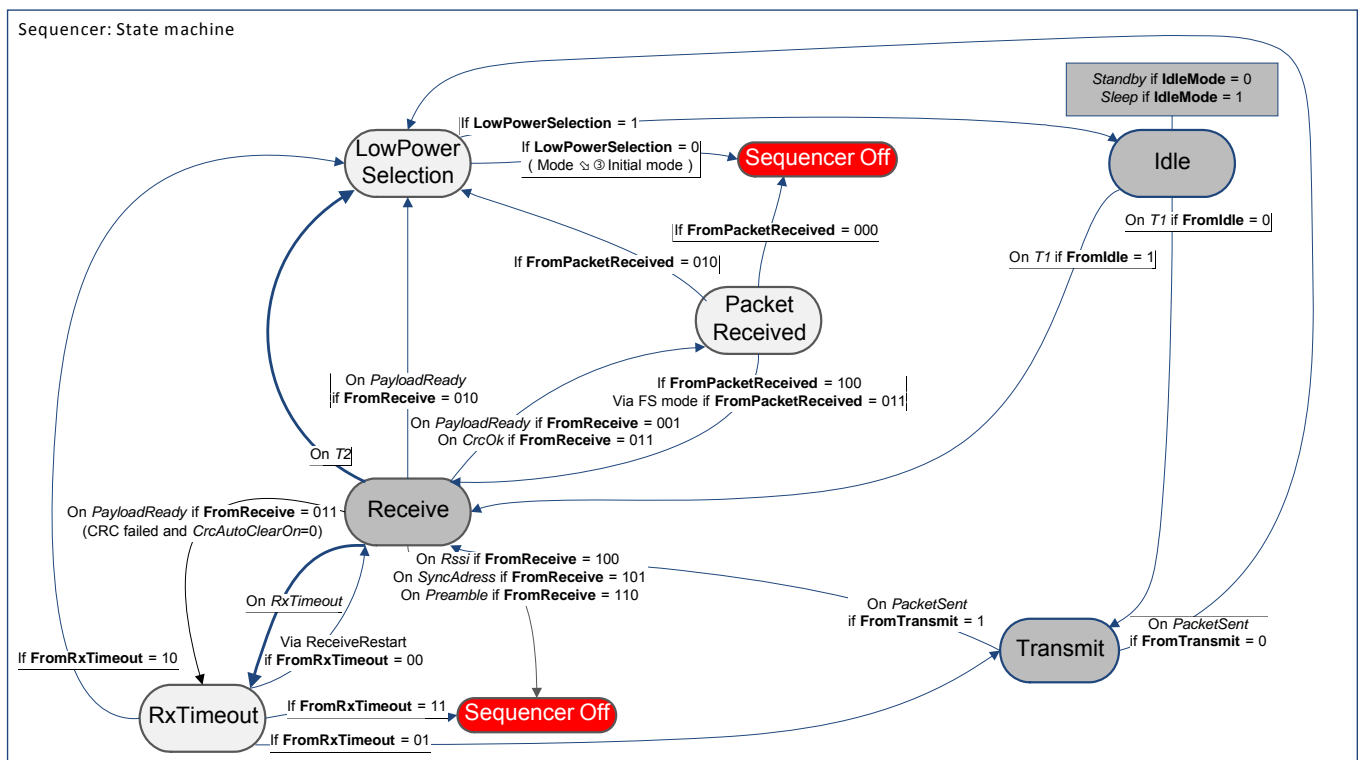 Sequencer: State machine
Standby if IdleMode = 0
Sleep if IdleMode = 1
If LowPowerSelection = 1
LowPower
Selection
If LowPowerSelection = 0
( Mode ⇘ ③ Initial mode )
Sequencer Off
Idle
On T1 if FromIdle = 0
If FromPacketReceived = 000
On T1 if FromIdle = 1
If FromPacketReceived = 010
Packet
Received
On PayloadReady
if FromReceive = 010
If FromPacketReceived = 100
Via FS mode if FromPacketReceived = 011
On PayloadReady if FromReceive = 001
On CrcOk if FromReceive = 011
On T2
Receive
On PayloadReady if FromReceive = 011
(CRC failed and CrcAutoClearOn=0)
On Rssi if FromReceive = 100
On SyncAdress if FromReceive = 101
On Preamble if FromReceive = 110
On RxTimeout
On PacketSent
if FromTransmit = 1
On PacketSent
if FromTransmit = 0
Via ReceiveRestart
if FromRxTimeout = 00
Transmit
If FromRxTimeout = 10
RxTimeout
If FromRxTimeout = 11
Sequencer Off
If FromRxTimeout = 01